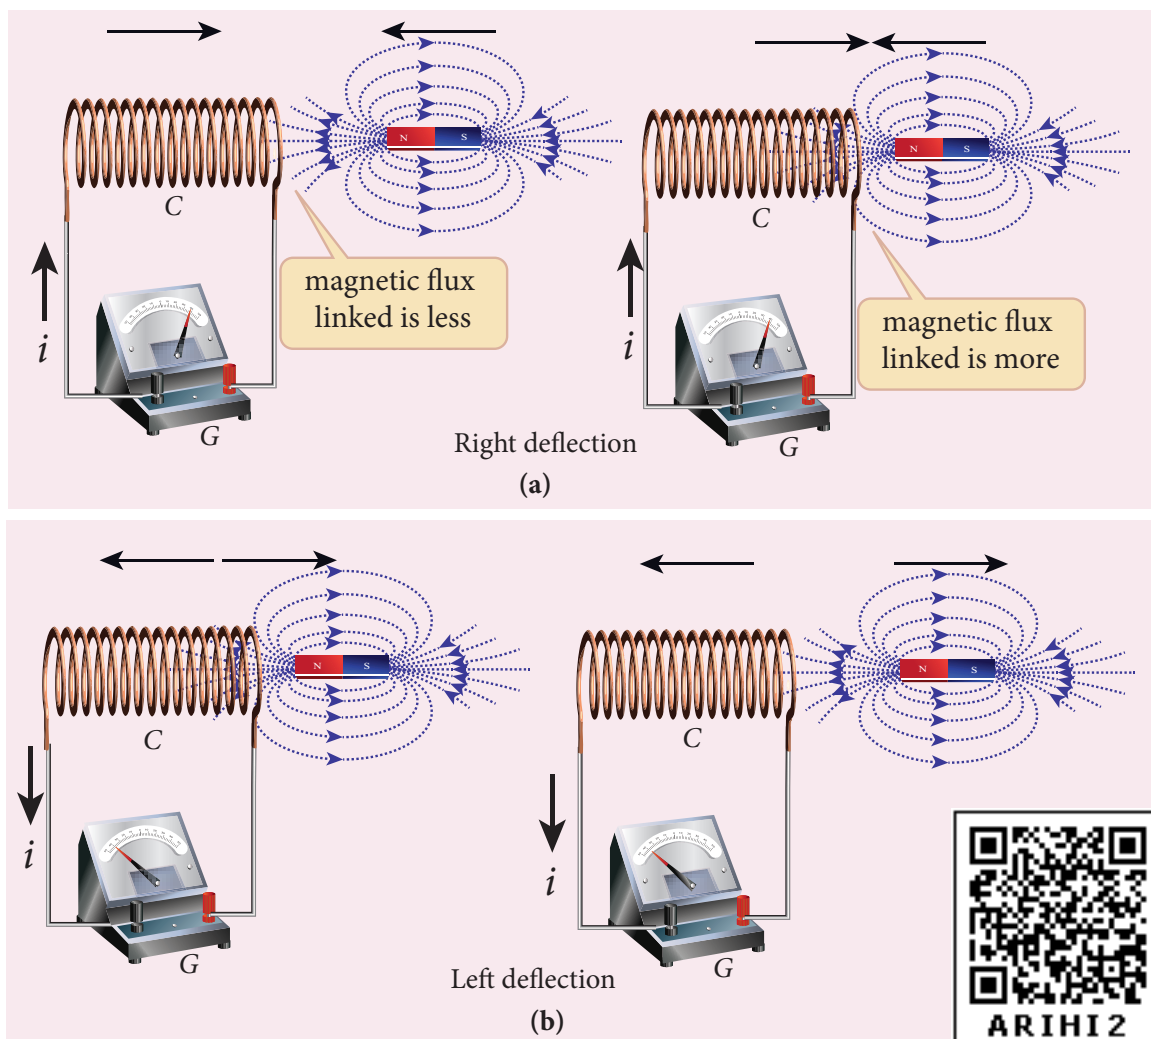 N S
N S
C
C
magnetic flux
linked is less
magnetic flux
linked is more
i
i
G
G
Right deflection
(a)
N S
N S
C
C
i
i
G
G
Left deflection
(b)
ARIHI2